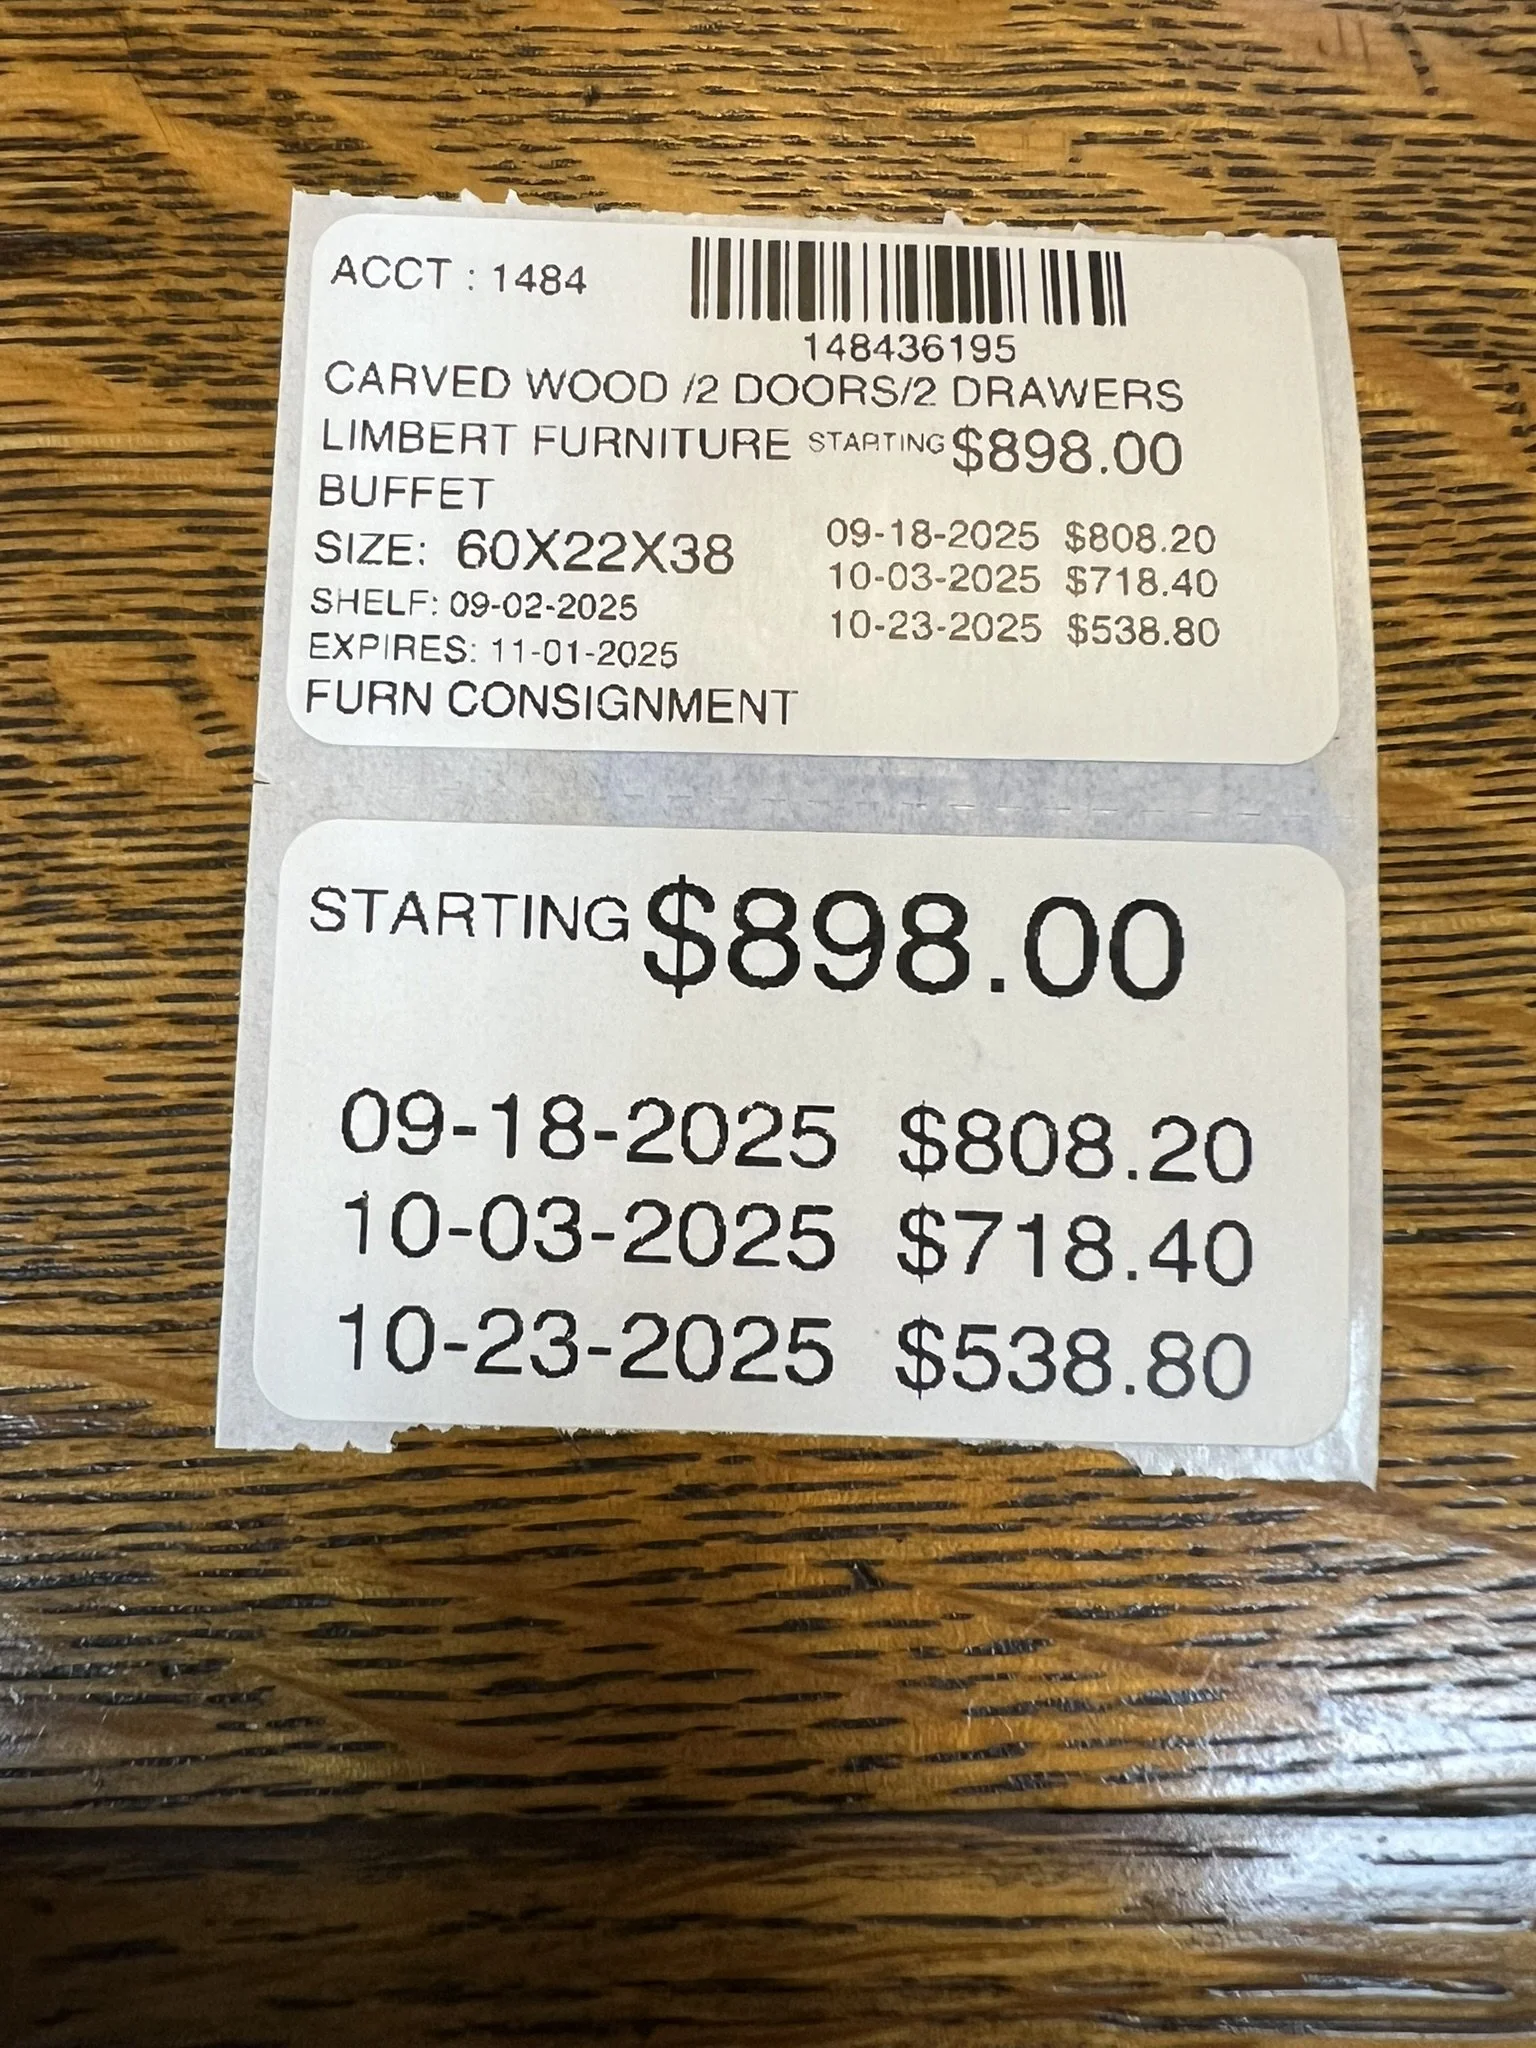 ACCT : 1484
148436195
CARVED WOOD /2 DOORS/2 DRAWERS
LIMBERT FURNITURE STARTING $898.00
BUFFET
SIZE: 60X22X38
09-18-2025 $808.20
10-03-2025 $718.40
10-23-2025 $538.80
SHELF: 09-02-2025
EXPIRES: 11-01-2025
FURN CONSIGNMENT
STARTING $898.00
09-18-2025 $808.20
10-03-2025 $718.40
10-23-2025 $538.80